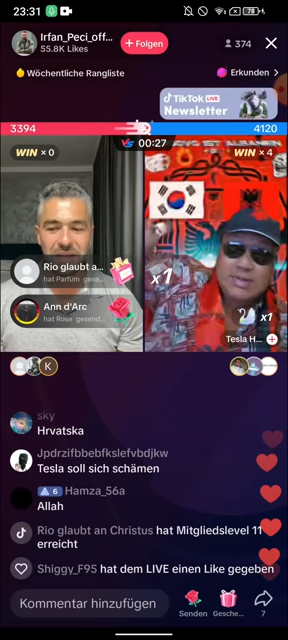 23:31
78
Irfan_Peci_off...
55.8K Likes
+ Folgen
374
Wöchentliche Rangliste
Erkunden
TikTok LIVE
Newsletter
3394
4120
WIN x 0
VS 00:27
WIN x 4
Rio glaubt a...
hat Parfüm gese...
Ann d'Arc
hat Rose gesend...
x1
x1
Tesla H...
K
sky
Hrvatska
Jpdrzifbbebfkslefvbdjkw
Tesla soll sich schämen
6 Hamza_56a
Allah
Rio glaubt an Christus hat Mitgliedslevel 11
erreicht
Shiggy_F95 hat dem LIVE einen Like gegeben
Kommentar hinzufügen
Senden
Gesche...
7